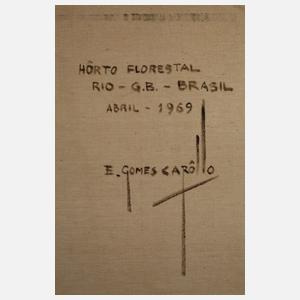 HÔRTO FLORESTAL
RIO - G.B. - BRASIL
ABRIL - 1969
E. GOMES CARÔLLO